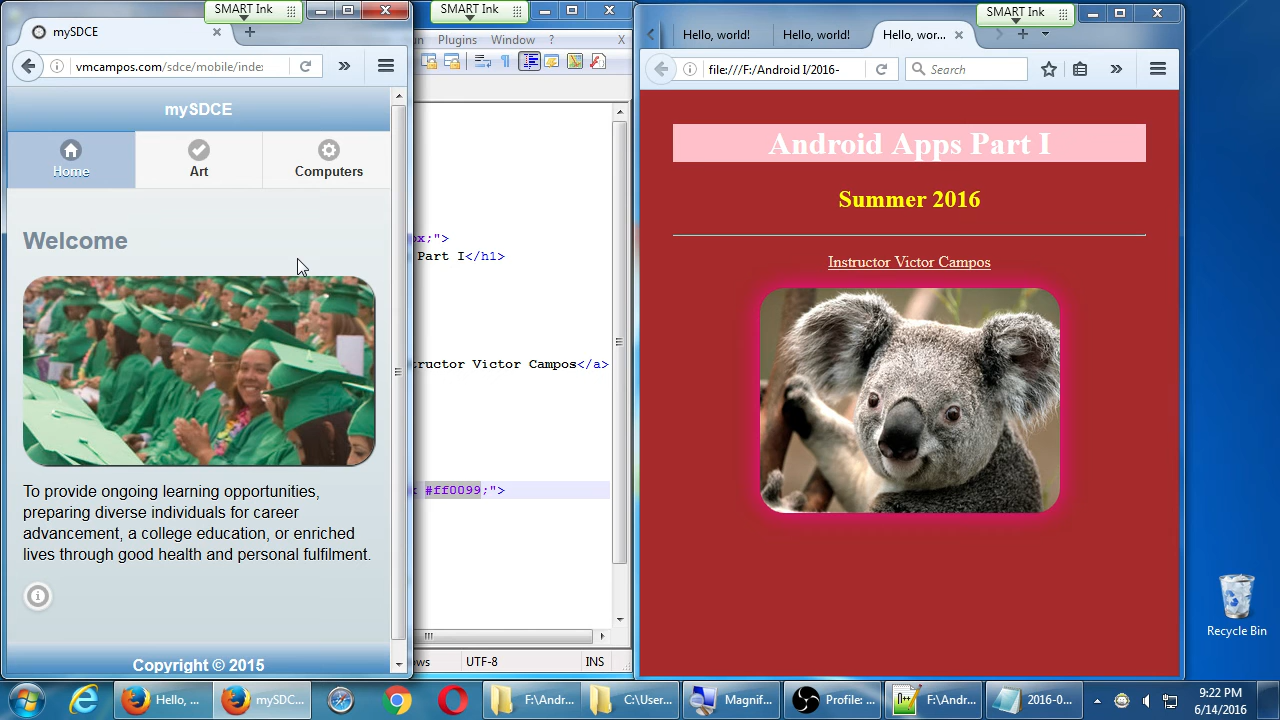 SMART Ink
mySDCE
vmcampos.com/sdce/mobile/inde
mySDCE
Home
Art
Computers
Welcome
To provide ongoing learning opportunities,
preparing diverse individuals for career
advancement, a college education, or enriched
lives through good health and personal fulfilment.
Copyright © 2015
SMART Ink
Plugins Window ? X
;">
Part I</h1>
tructor Victor Campos</a>
#ff0099;">
UTF-8
INS
SMART Ink
Hello, world!
Hello, world!
Hello, wor...
file:///F:/Android I/2016-
Search
Android Apps Part I
Summer 2016
Instructor Victor Campos
Recycle Bin
Hello, ...
mySDC...
F:\Andr...
C:\User...
Magnif...
Profile: ...
F:\Andr...
2016-0...
9:22 PM
6/14/2016